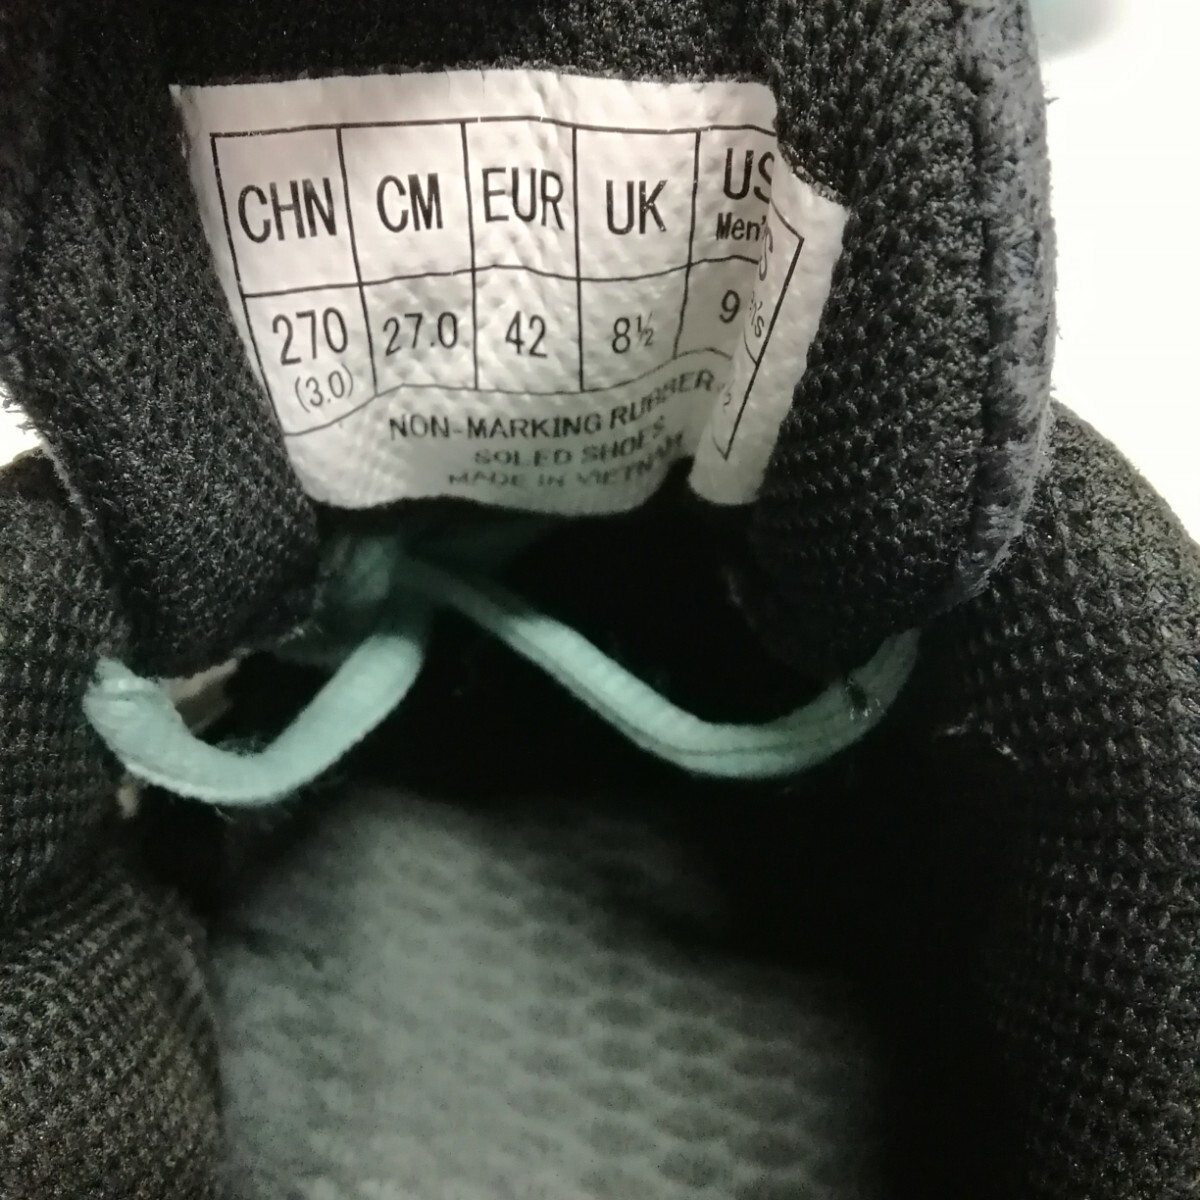 CHN CM EUR UK US
Men's
270 27.0 42 8½ 9
(3.0)
NON-MARKING RUBBER
SOLED SHOES
MADE IN VIETNAM